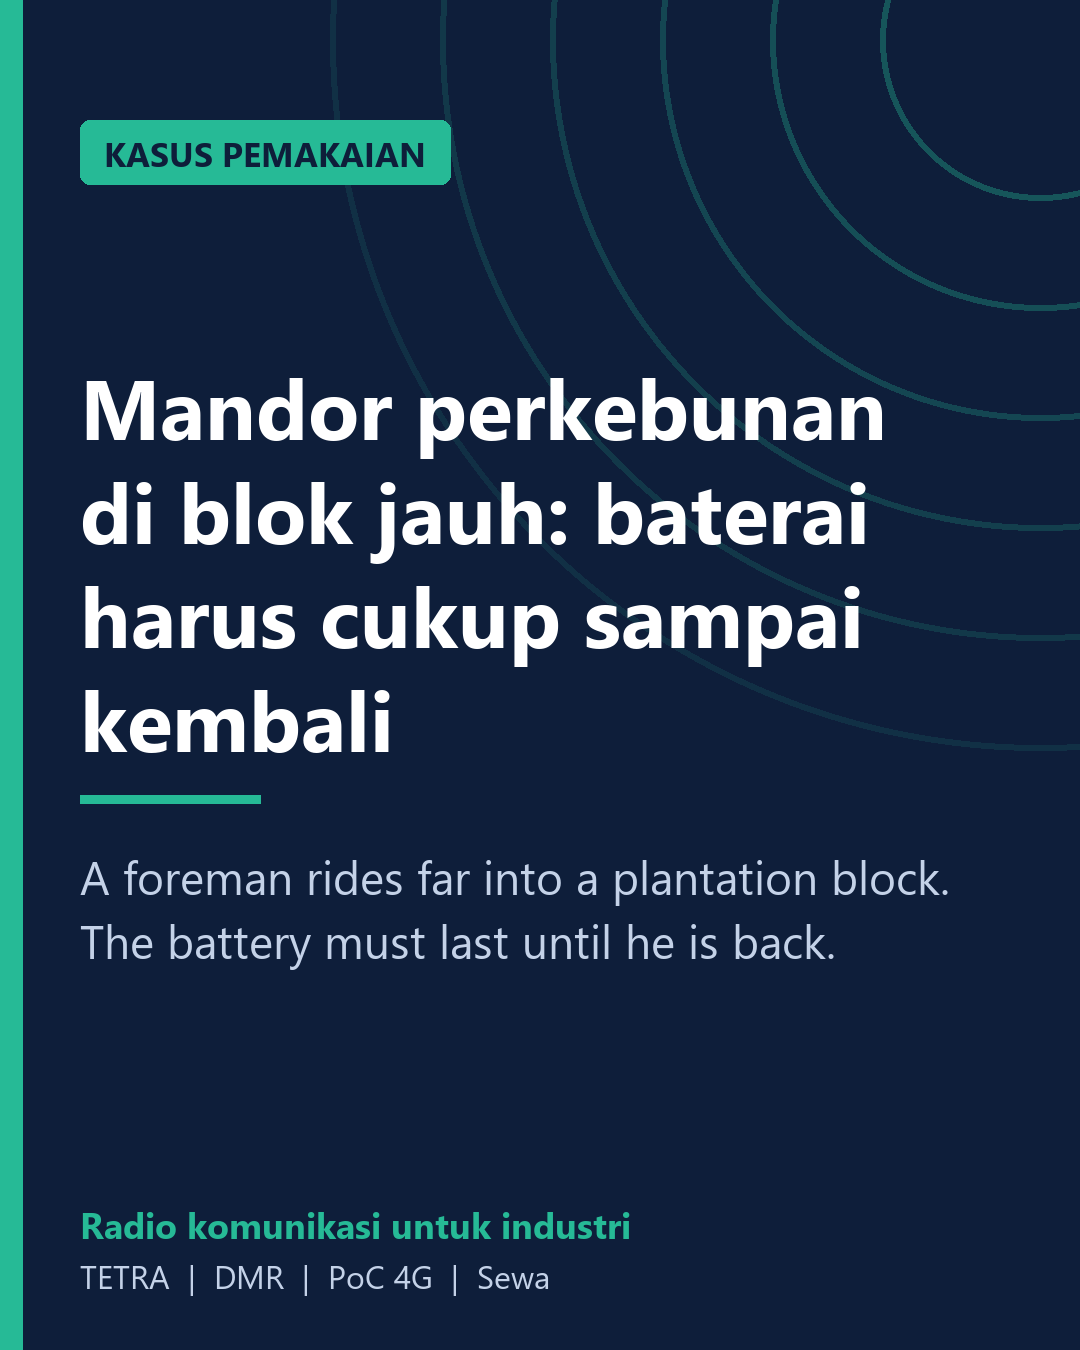 KASUS PEMAKAIAN
Mandor perkebunan
di blok jauh: baterai
harus cukup sampai
kembali
A foreman rides far into a plantation block.
The battery must last until he is back.
Radio komunikasi untuk industri
TETRA | DMR | PoC 4G | Sewa